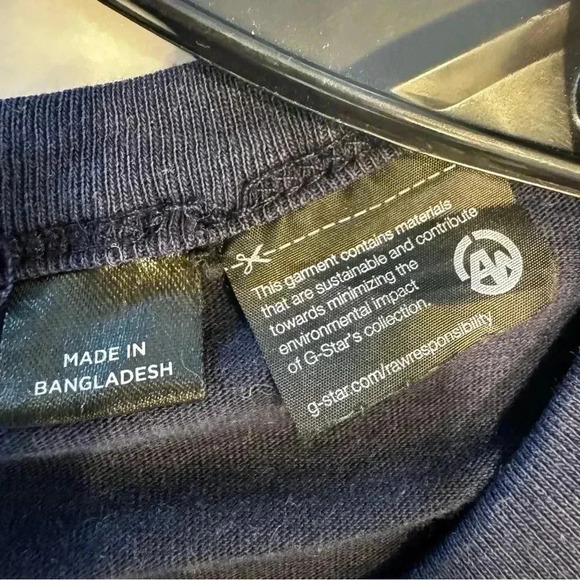 MADE IN
BANGLADESH
This garment contains materials
that are sustainable and contribute
towards minimizing the
environmental impact
of G-Star's collection.
g-star.com/rawresponsibility
RAW